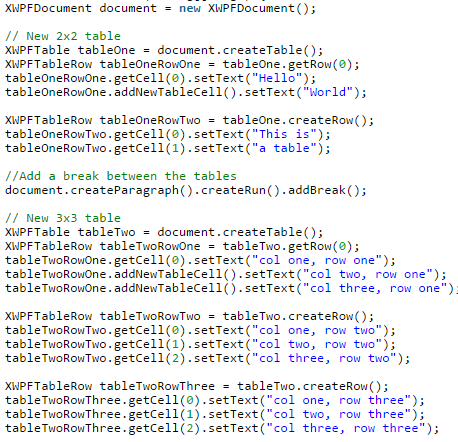 XWPFDocument document = new XWPFDocument();
// New 2x2 table
XWPFTable tableOne = document.createTable();
XWPFTableRow tableOneRowOne = tableOne.getRow(0);
tableOneRowOne.getCell(0).setText("Hello");
tableOneRowOne.addNewTableCell().setText("World");
XWPFTableRow tableOneRowTwo = tableOne.createRow();
tableOneRowTwo.getCell(0).setText("This is");
tableOneRowTwo.getCell(1).setText("a table");
//Add a break between the tables
document.createParagraph().createRun().addBreak();
// New 3x3 table
XWPFTable tableTwo = document.createTable();
XWPFTableRow tableTwoRowOne = tableTwo.getRow(0);
tableTwoRowOne.getCell(0).setText("col one, row one");
tableTwoRowOne.addNewTableCell().setText("col two, row one");
tableTwoRowOne.addNewTableCell().setText("col three, row one");
XWPFTableRow tableTwoRowTwo = tableTwo.createRow();
tableTwoRowTwo.getCell(0).setText("col one, row two");
tableTwoRowTwo.getCell(1).setText("col two, row two");
tableTwoRowTwo.getCell(2).setText("col three, row two");
XWPFTableRow tableTwoRowThree = tableTwo.createRow();
tableTwoRowThree.getCell(0).setText("col one, row three");
tableTwoRowThree.getCell(1).setText("col two, row three");
tableTwoRowThree.getCell(2).setText("col three, row three");